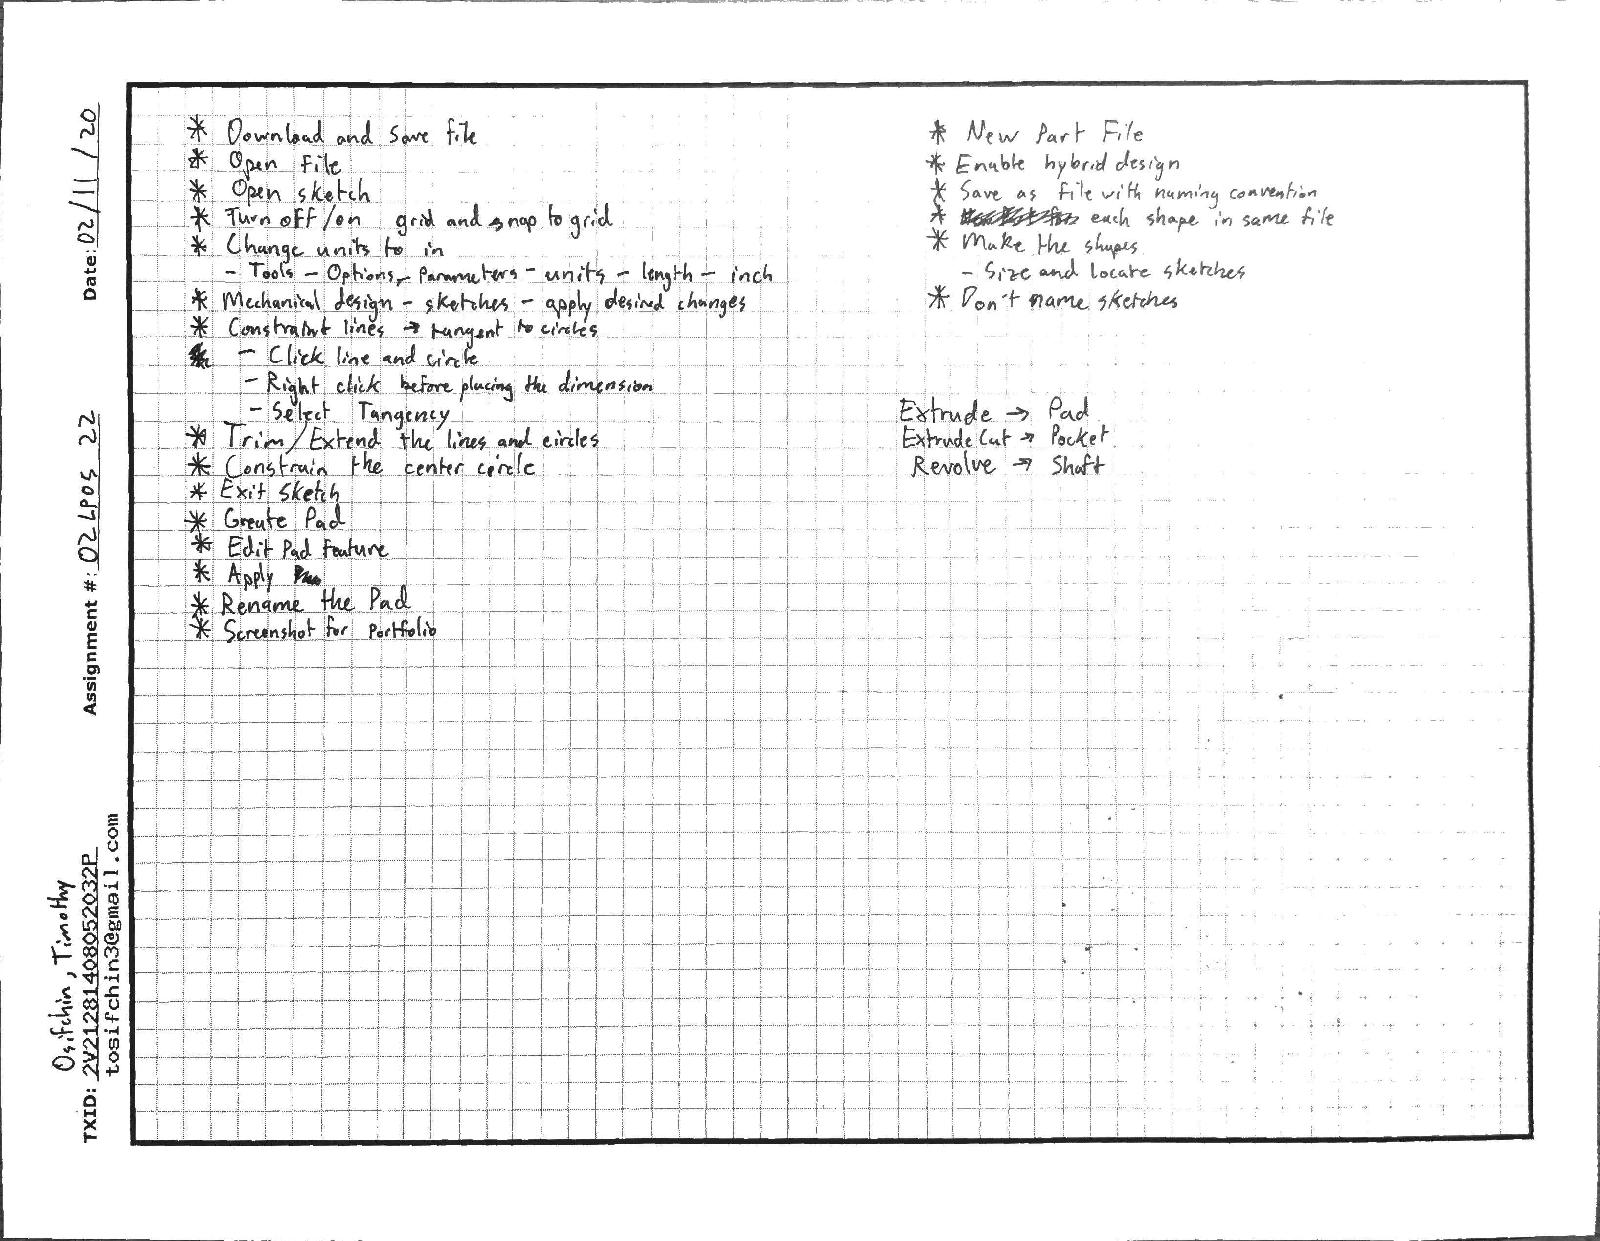 * Download and Save file
* Open File
* Open sketch
* Turn off/on grid and snap to grid
* Change units to in
- Tools - Options - Parameters - units - length - inch
* Mechanical design - sketches - apply desired changes
* Constraint lines → tangent to circles
- Click line and circle
- Right click before placing the dimension
- Select Tangency
* Trim/Extend the lines and circles
* Constrain the center circle
* Exit Sketch
* Create Pad
* Edit Pad Feature
* Apply
* Rename the Pad
* Screenshot for Portfolio
* New Part File
* Enable hybrid design
* Save as file with naming convention
* each shape in same file
* Make the shapes
- Size and locate sketches
* Don't name sketches
Extrude → Pad
Extrude Cut → Pocket
Revolve → Shaft
Date: 02/11/20
Assignment #: 02LP05 22
Osifchin, Timothy
TXID: 2V21281408052032P
tosifchin3@gmail.com